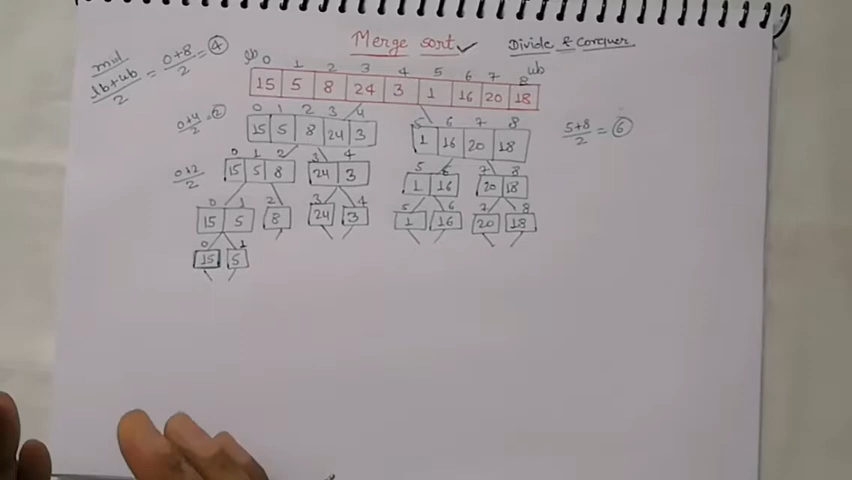 Merge sort ✓ Divide & Conquer
mid
lb+ub/2 = 0+8/2 = 4
lb ub
0 1 2 3 4 5 6 7 8
15 5 8 24 3 1 16 20 18
0+4/2 = 2
0 1 2 3 4 5 6 7 8
15 5 8 24 3 1 16 20 18
5+8/2 = 6
0+2/2
0 1 2 3 4 5 6 7 8
15 5 8 24 3 1 16 20 18
0 1 2 3 4 5 6 7 8
15 5 8 24 3 1 16 20 18
0 1
15 5